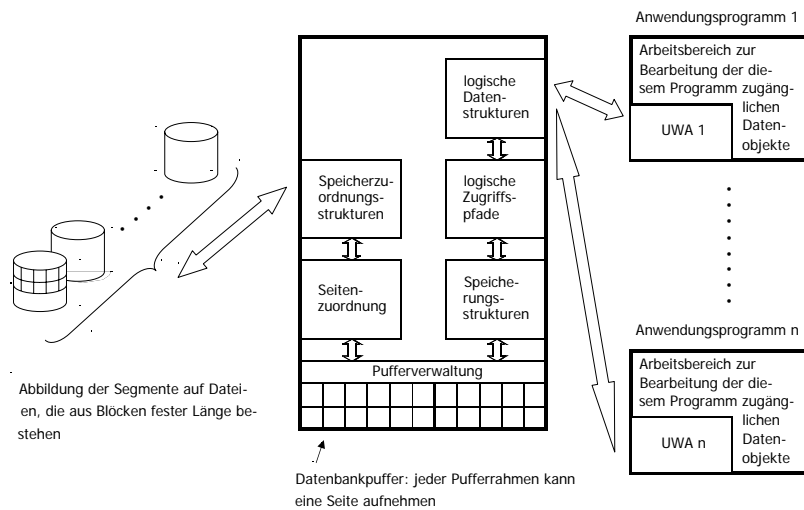 Anwendungsprogramm 1
Arbeitsbereich zur
Bearbeitung der die-
sem Programm zugäng-
lichen
Daten-
objekte
UWA 1
logische
Daten-
strukturen
Speicherzu-
ordnungs-
strukturen
logische
Zugriffs-
pfade
Seiten-
zuordnung
Speiche-
rungs-
strukturen
Pufferverwaltung
Anwendungsprogramm n
Arbeitsbereich zur
Bearbeitung der die-
sem Programm zugäng-
lichen
Daten-
objekte
UWA n
Abbildung der Segmente auf Datei-
en, die aus Blöcken fester Länge be-
stehen
Datenbankpuffer: jeder Pufferrahmen kann
eine Seite aufnehmen